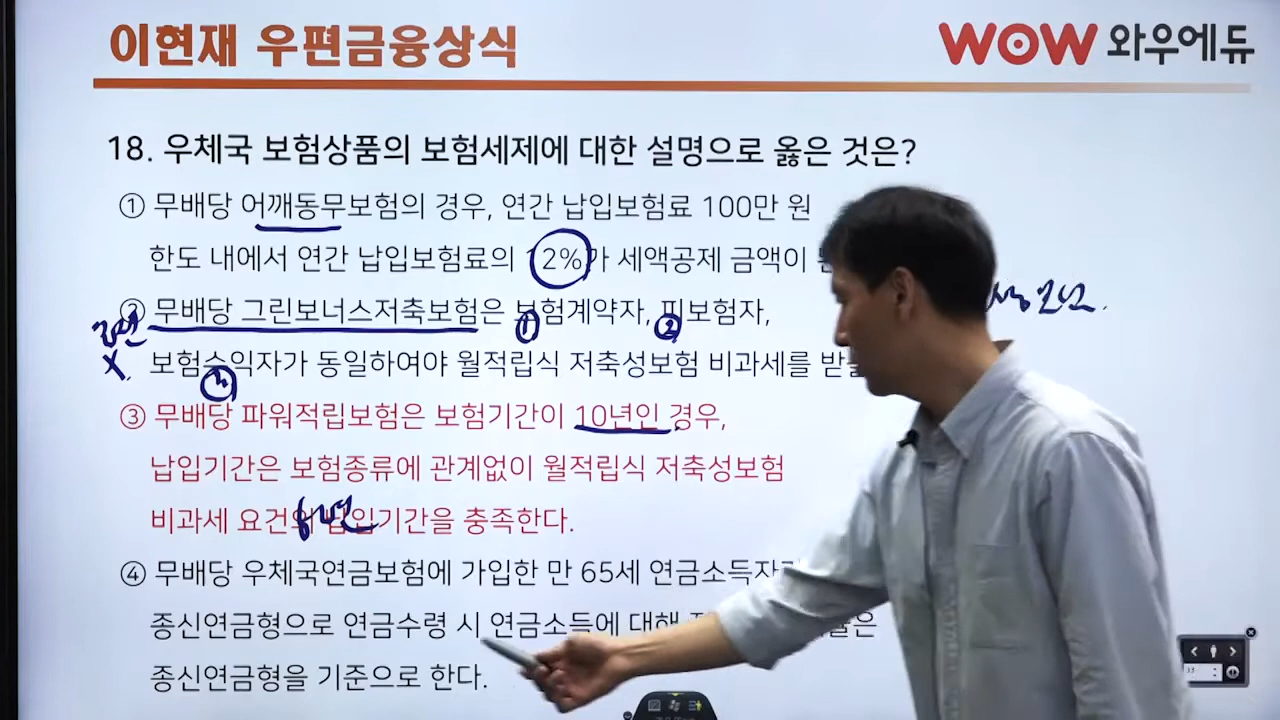 이현재 우편금융상식
WOW 와우에듀
18. 우체국 보험상품의 보험세제에 대한 설명으로 옳은 것은?
① 무배당 어깨동무보험의 경우, 연간 납입보험료 100만 원
한도 내에서 연간 납입보험료의 12%가 세액공제 금액이
② 무배당 그린보너스저축보험은 보험계약자, 피보험자,
보험수익자가 동일하여야 월적립식 저축성보험 비과세를
③ 무배당 파워적립보험은 보험기간이 10년인 경우,
납입기간은 보험종류에 관계없이 월적립식 저축성보험
비과세 요건의 납입기간을 충족한다.
④ 무배당 우체국연금보험에 가입한 만 65세
종신연금형으로 연금수령 시 연금소득에 대해
종신연금형을 기준으로 한다.